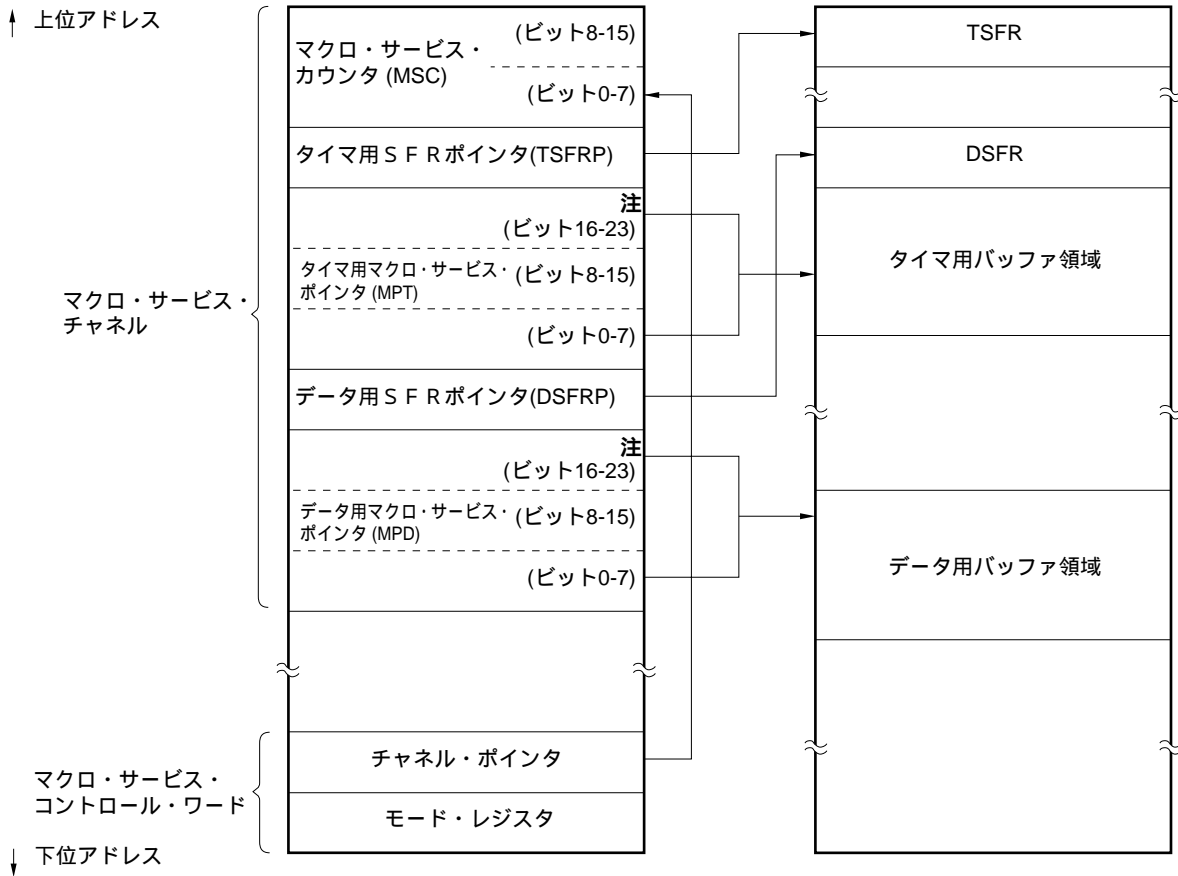 上位アドレス
マクロ・サービス・
カウンタ (MSC)
(ビット8-15)
(ビット0-7)
タイマ用ＳＦＲポインタ(TSFRP)
注
(ビット16-23)
タイマ用マクロ・サービス・
ポインタ (MPT)
(ビット8-15)
(ビット0-7)
データ用ＳＦＲポインタ(DSFRP)
注
(ビット16-23)
データ用マクロ・サービス・
ポインタ (MPD)
(ビット8-15)
(ビット0-7)
マクロ・サービス・
チャネル
チャネル・ポインタ
モード・レジスタ
マクロ・サービス・
コントロール・ワード
下位アドレス
TSFR
DSFR
タイマ用バッファ領域
データ用バッファ領域